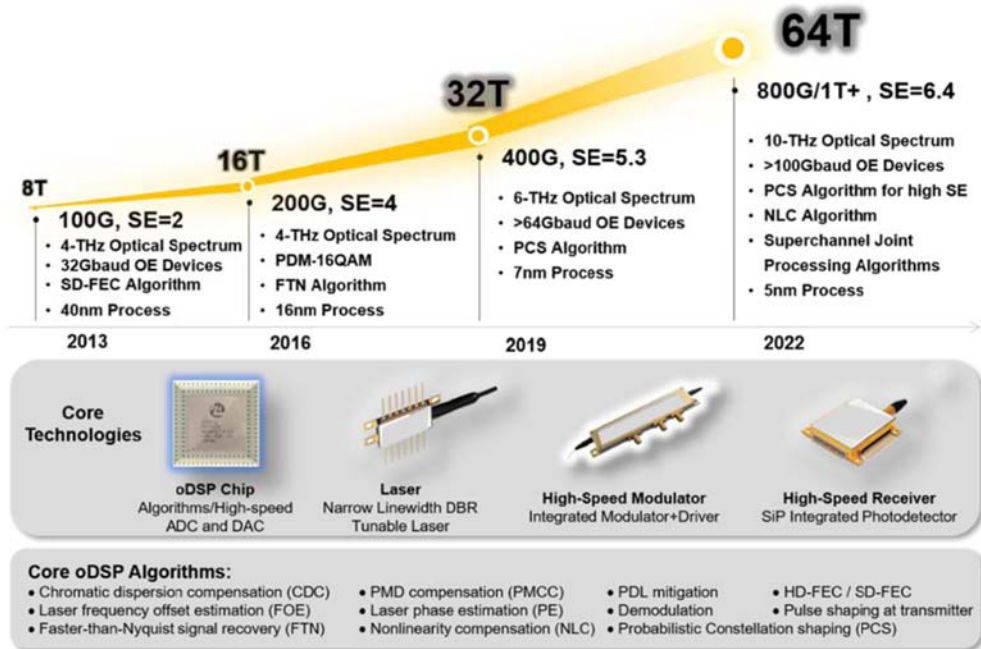 64T
800G/1T+ , SE=6.4
• 10-THz Optical Spectrum
• >100Gbaud OE Devices
• PCS Algorithm for high SE
• NLC Algorithm
• Superchannel Joint
Processing Algorithms
• 5nm Process
32T
400G, SE=5.3
• 6-THz Optical Spectrum
• >64Gbaud OE Devices
• PCS Algorithm
• 7nm Process
16T
200G, SE=4
• 4-THz Optical Spectrum
• PDM-16QAM
• FTN Algorithm
• 16nm Process
8T
100G, SE=2
• 4-THz Optical Spectrum
• 32Gbaud OE Devices
• SD-FEC Algorithm
• 40nm Process
2013 2016 2019 2022
Core
Technologies
oDSP Chip
Algorithms/High-speed
ADC and DAC
Laser
Narrow Linewidth DBR
Tunable Laser
High-Speed Modulator
Integrated Modulator+Driver
High-Speed Receiver
SiP Integrated Photodetector
Core oDSP Algorithms:
• Chromatic dispersion compensation (CDC) • PMD compensation (PMCC) • PDL mitigation • HD-FEC / SD-FEC
• Laser frequency offset estimation (FOE) • Laser phase estimation (PE) • Demodulation • Pulse shaping at transmitter
• Faster-than-Nyquist signal recovery (FTN) • Nonlinearity compensation (NLC) • Probabilistic Constellation shaping (PCS)